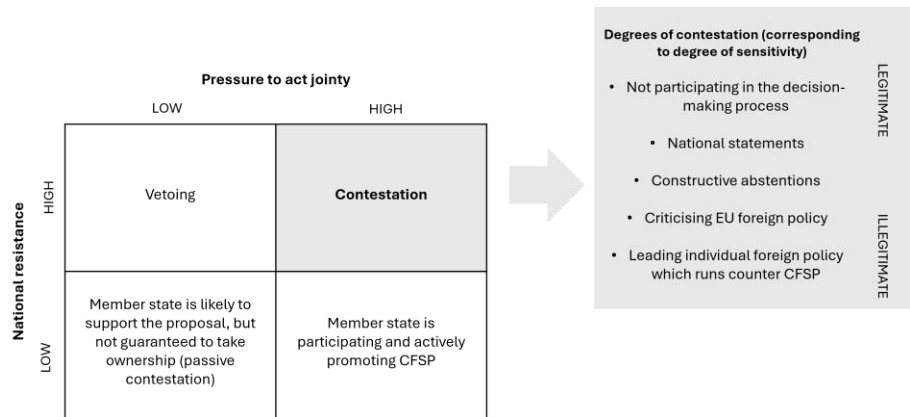 Pressure to act jointy
LOW
HIGH
National resistance
HIGH
LOW
Vetoing
Contestation
Member state is likely to
support the proposal, but
not guaranteed to take
ownership (passive
contestation)
Member state is
participating and actively
promoting CFSP
Degrees of contestation (corresponding
to degree of sensitivity)
• Not participating in the decision-
making process
• National statements
• Constructive abstentions
• Criticising EU foreign policy
• Leading individual foreign policy
which runs counter CFSP
LEGITIMATE
ILLEGITIMATE